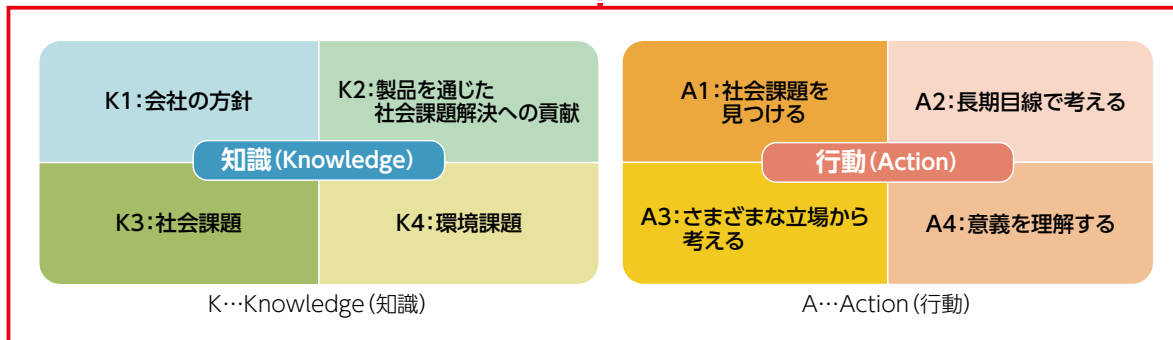 K1:会社の方針
K2:製品を通じた
社会課題解決への貢献
知識(Knowledge)
K3:社会課題
K4:環境課題
K…Knowledge(知識)
A1:社会課題を
見つける
A2:長期目線で考える
行動(Action)
A3:さまざまな立場から
考える
A4:意義を理解する
A…Action(行動)